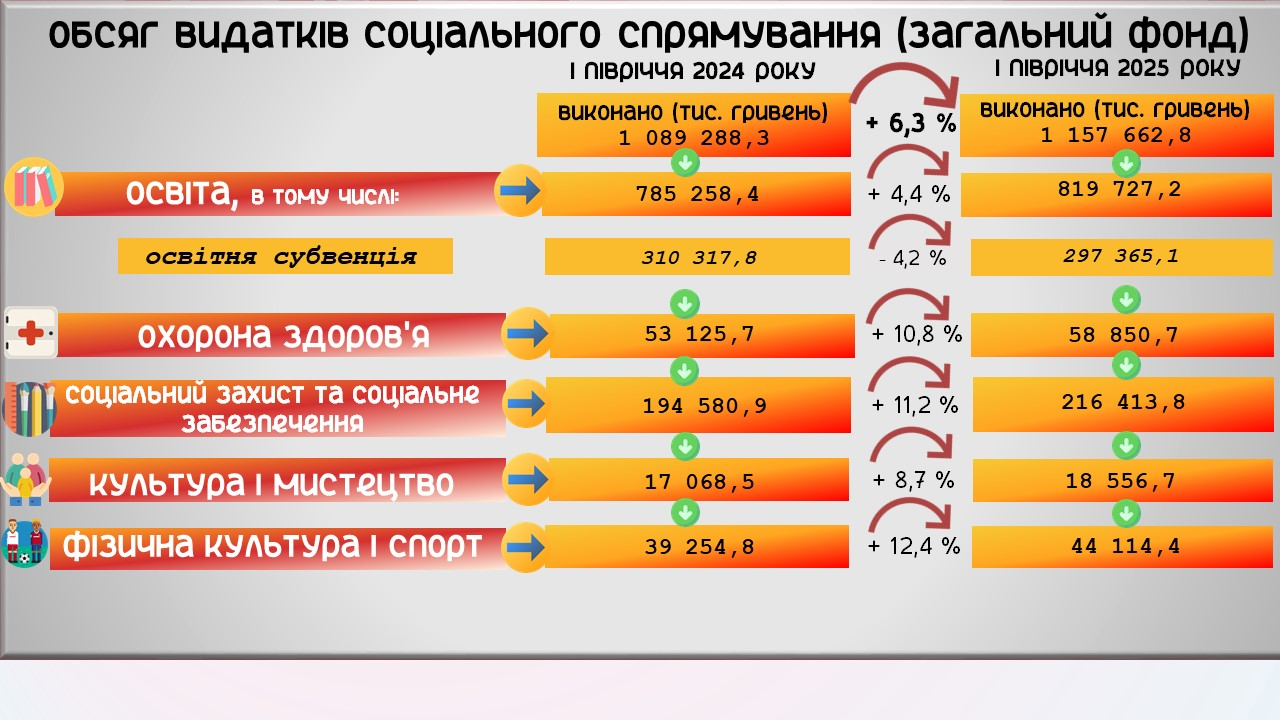 ОБСЯГ ВИДАТКІВ СОЦІАЛЬНОГО СПРЯМУВАННЯ (ЗАГАЛЬНИЙ ФОНД)
І ПІВРІЧЧЯ 2024 РОКУ
І ПІВРІЧЧЯ 2025 РОКУ
ВИКОНАНО (ТИС. ГРИВЕНЬ)
1 089 288,3
+ 6,3 %
ВИКОНАНО (ТИС. ГРИВЕНЬ)
1 157 662,8
ОСВІТА, В ТОМУ ЧИСЛІ:
785 258,4
+ 4,4 %
819 727,2
освітня субвенція
310 317,8
- 4,2 %
297 365,1
ОХОРОНА ЗДОРОВ'Я
53 125,7
+ 10,8 %
58 850,7
СОЦІАЛЬНИЙ ЗАХИСТ ТА СОЦІАЛЬНЕ
ЗАБЕЗПЕЧЕННЯ
194 580,9
+ 11,2 %
216 413,8
КУЛЬТУРА І МИСТЕЦТВО
17 068,5
+ 8,7 %
18 556,7
ФІЗИЧНА КУЛЬТУРА І СПОРТ
39 254,8
+ 12,4 %
44 114,4